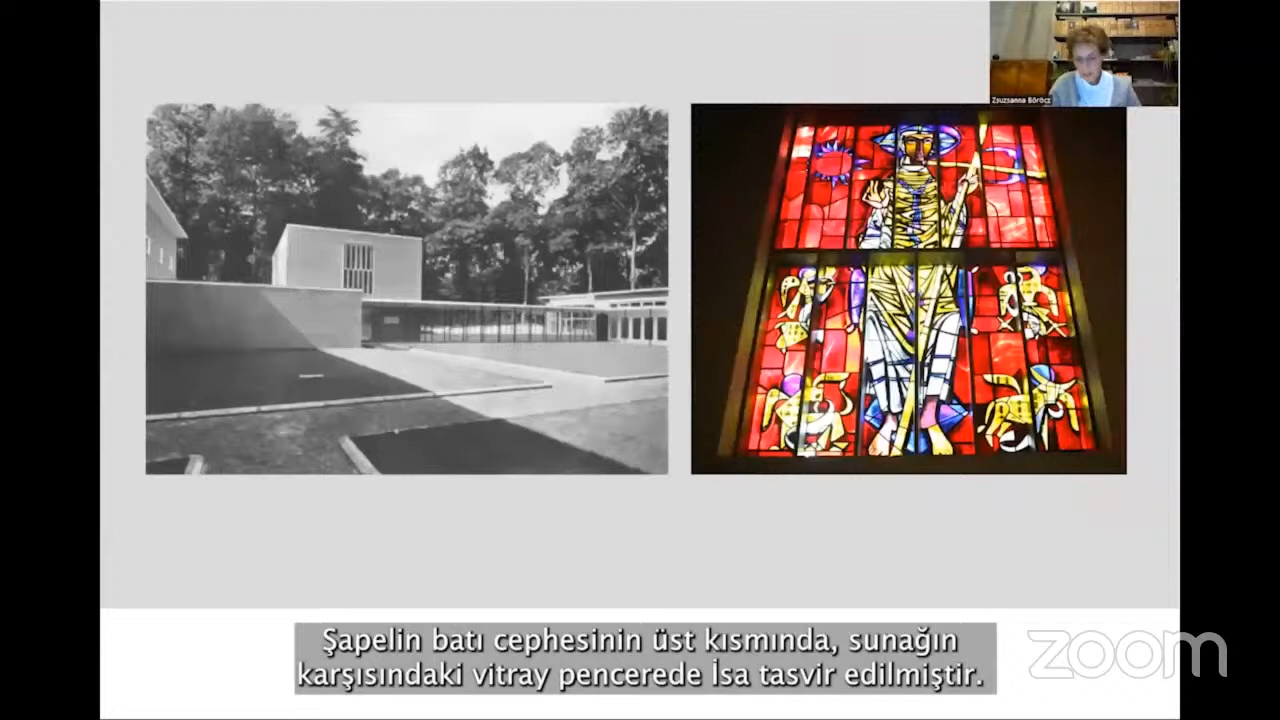 Zsuzsanna Böröcz
Şapelin batı cephesinin üst kısmında, sunağın
karşısındaki vitray pencerede İsa tasvir edilmiştir.
zoom